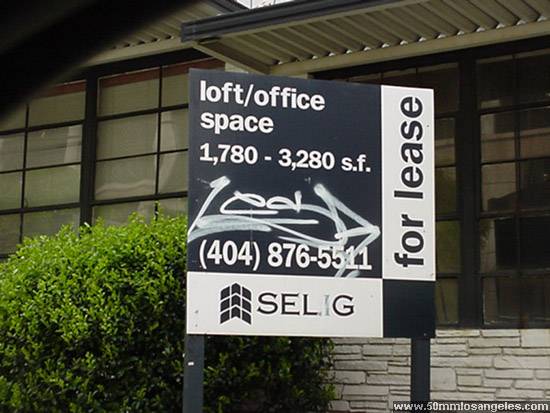 loft/office
space
1,780 - 3,280 s.f.
(404) 876-5511
for lease
SELIG
www.50mmlosangeles.com